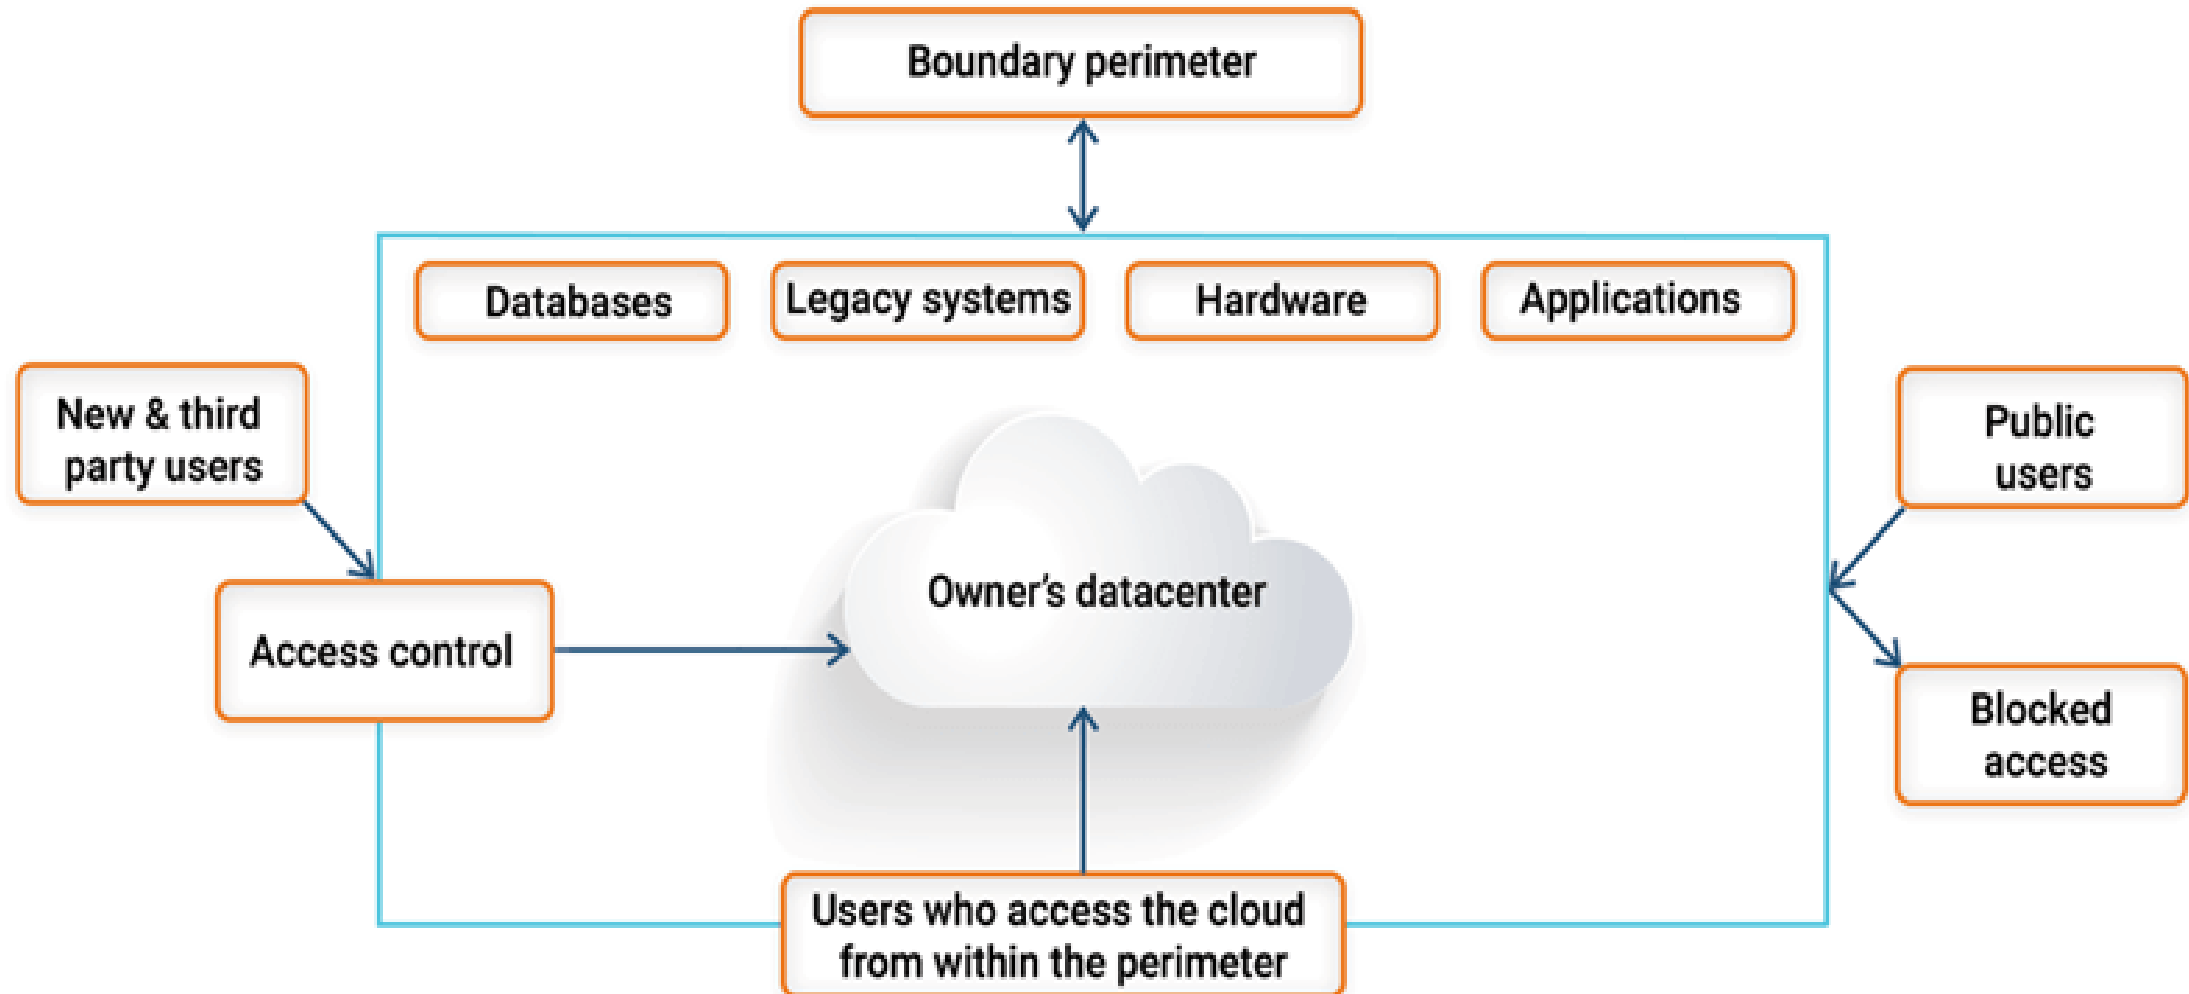 Boundary perimeter
Databases
Legacy systems
Hardware
Applications
New & third
party users
Public
users
Owner's datacenter
Access control
Blocked
access
Users who access the cloud
from within the perimeter